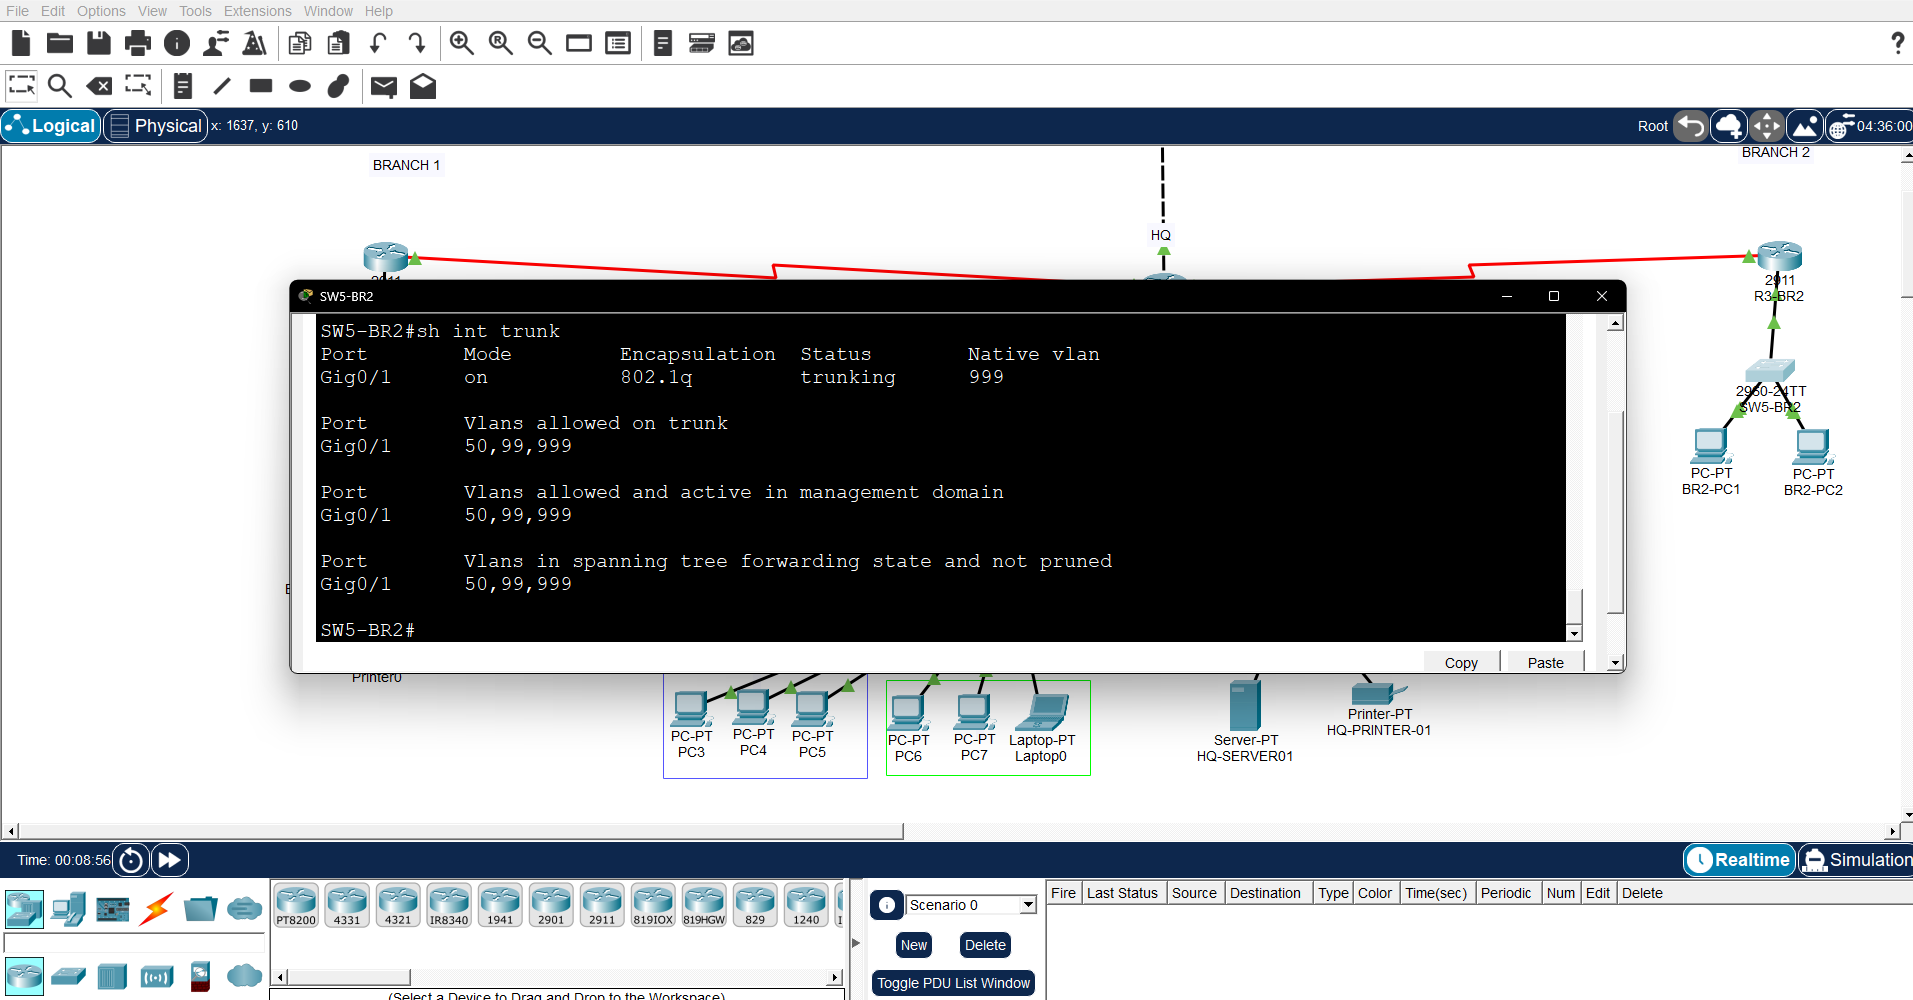 File Edit Options View Tools Extensions Window Help
?
Logical Physical x: 1637, y: 610 Root 04:36:00
BRANCH 1
BRANCH 2
HQ
2911
R3-BR2
SW5-BR2
SW5-BR2#sh int trunk
Port Mode Encapsulation Status Native vlan
Gig0/1 on 802.1q trunking 999
Port Vlans allowed on trunk
Gig0/1 50,99,999
Port Vlans allowed and active in management domain
Gig0/1 50,99,999
Port Vlans in spanning tree forwarding state and not pruned
Gig0/1 50,99,999
SW5-BR2#
Copy Paste
2960-24TT
SW5-BR2
PC-PT
BR2-PC1
PC-PT
BR2-PC2
Printer0
PC-PT
PC3
PC-PT
PC4
PC-PT
PC5
PC-PT
PC6
PC-PT
PC7
Laptop-PT
Laptop0
Server-PT
HQ-SERVER01
Printer-PT
HQ-PRINTER-01
Time: 00:08:56 Realtime Simulation
PT8200 4331 4321 IR8340 1941 2901 2911 819IOX 819HGW 829 1240
Scenario 0
New Delete
Toggle PDU List Window
Fire Last Status Source Destination Type Color Time(sec) Periodic Num Edit Delete
(Select a Device to Drag and Drop to the Workspace)